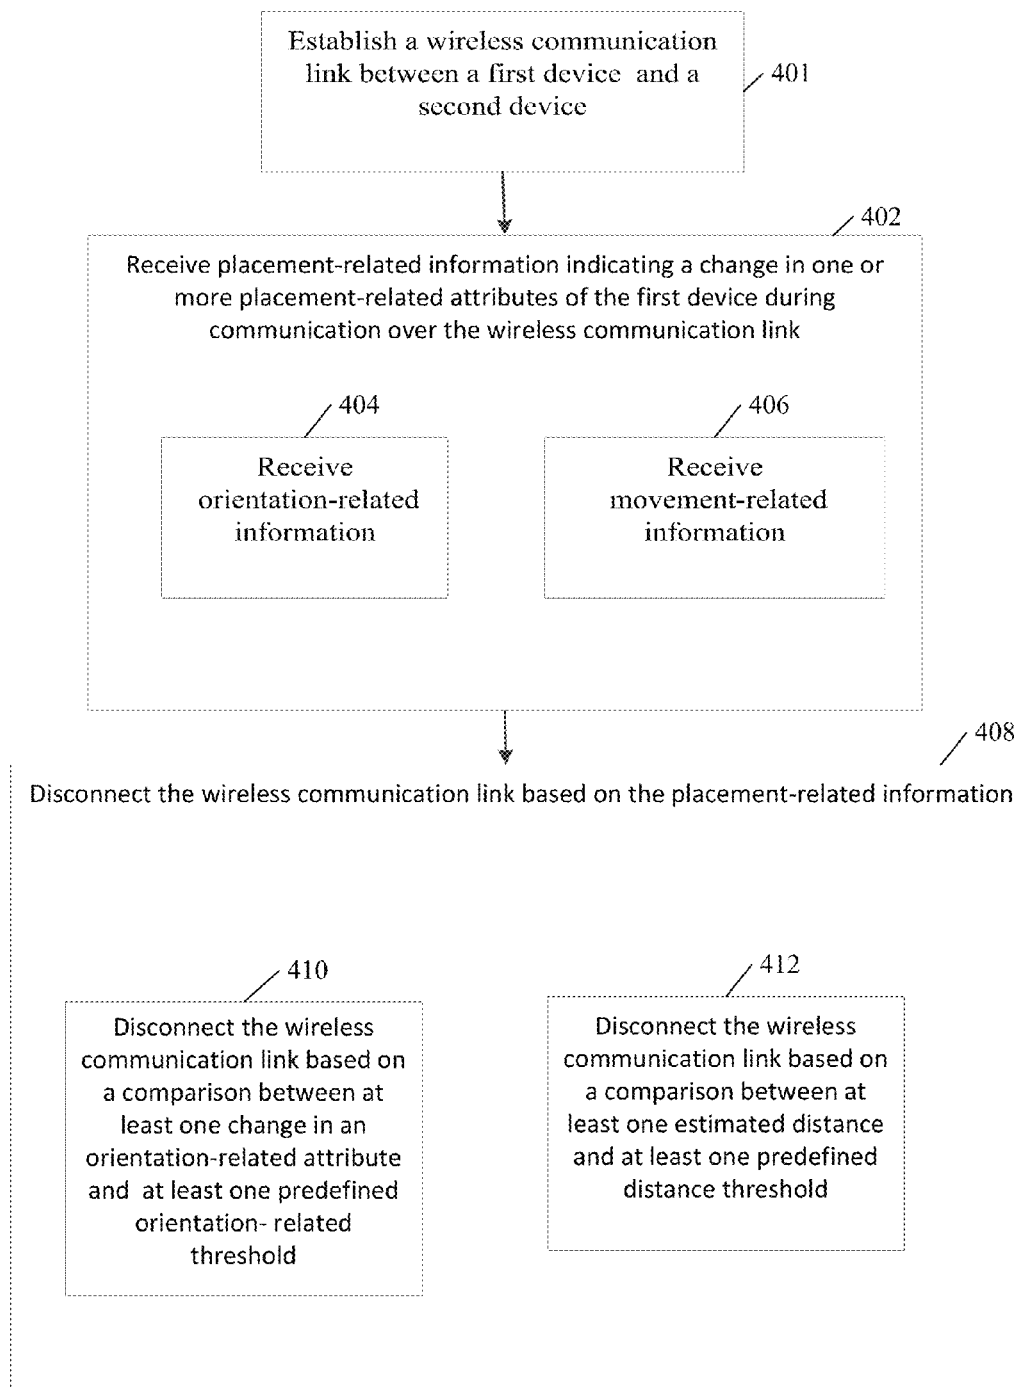 Establish a wireless communication
link between a first device and a
second device
401
402
Receive placement-related information indicating a change in one or
more placement-related attributes of the first device during
communication over the wireless communication link
404
Receive
orientation-related
information
406
Receive
movement-related
information
408
Disconnect the wireless communication link based on the placement-related information
410
Disconnect the wireless
communication link based on
a comparison between at
least one change in an
orientation-related attribute
and at least one predefined
orientation- related
threshold
412
Disconnect the wireless
communication link based on
a comparison between at
least one estimated distance
and at least one predefined
distance threshold